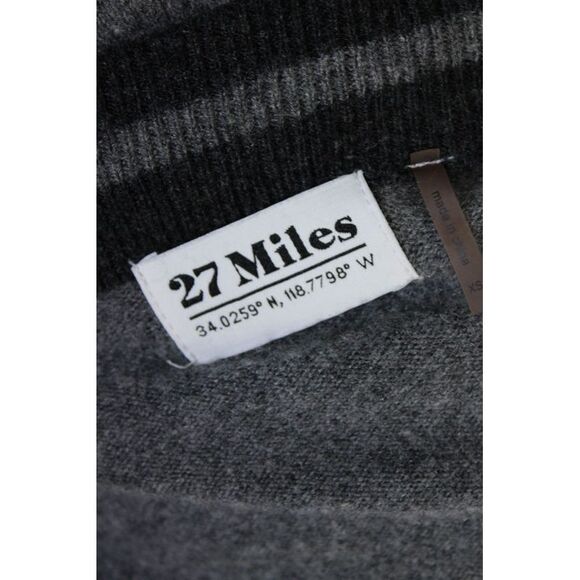 27 Miles
34.0259° N, 118.7798° W
made in china
XS